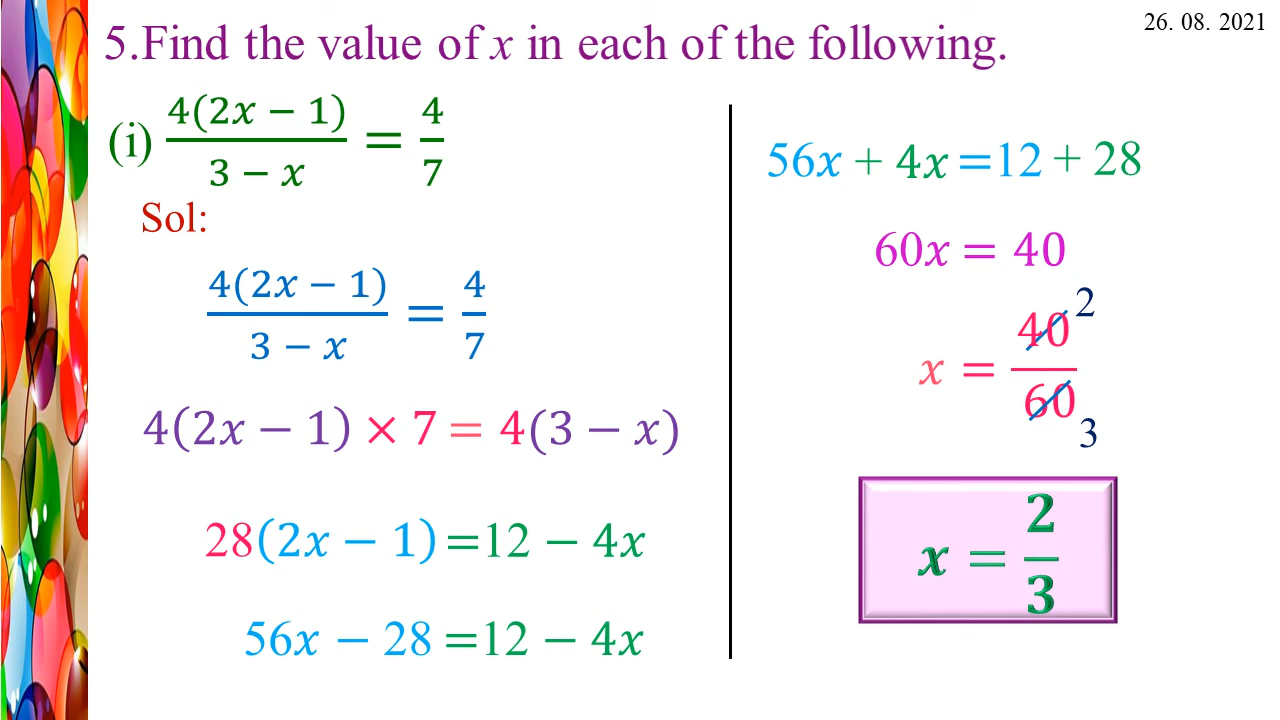 26. 08. 2021
5.Find the value of x in each of the following.
(i) 4(2x − 1)/3 − x = 4/7
Sol:
4(2x − 1)/3 − x = 4/7
4(2x − 1) × 7 = 4(3 − x)
28(2x − 1) =12 − 4x
56x − 28 =12 − 4x
56x + 4x =12 + 28
60x = 40
2
x = 40/60
3
x = 2/3